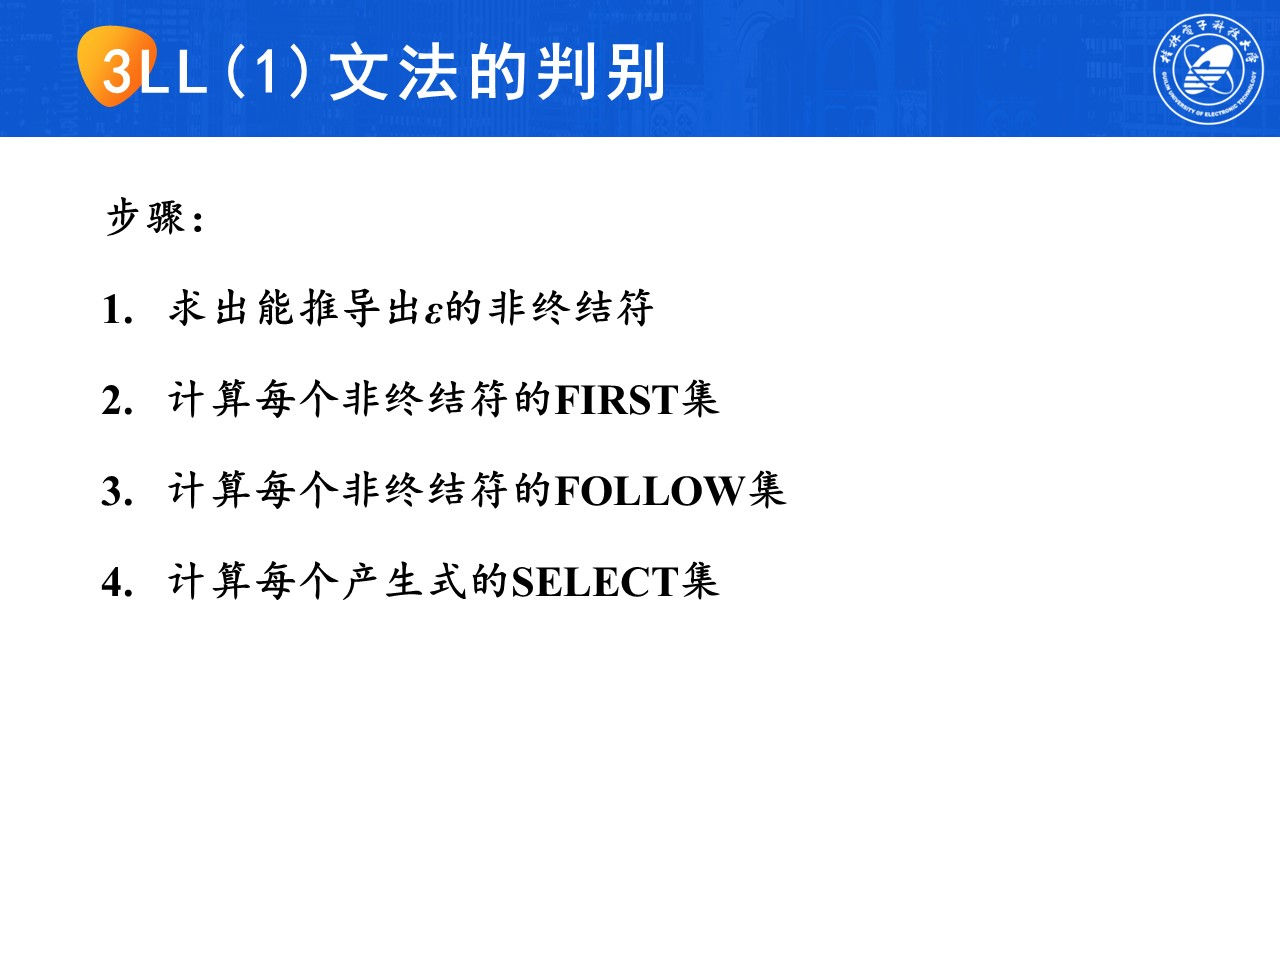 3LL(1)文法的判别
桂林电子科技大学
GUILIN UNIVERSITY OF ELECTRONIC TECHNOLOGY
步骤：
1. 求出能推导出ε的非终结符
2. 计算每个非终结符的FIRST集
3. 计算每个非终结符的FOLLOW集
4. 计算每个产生式的SELECT集